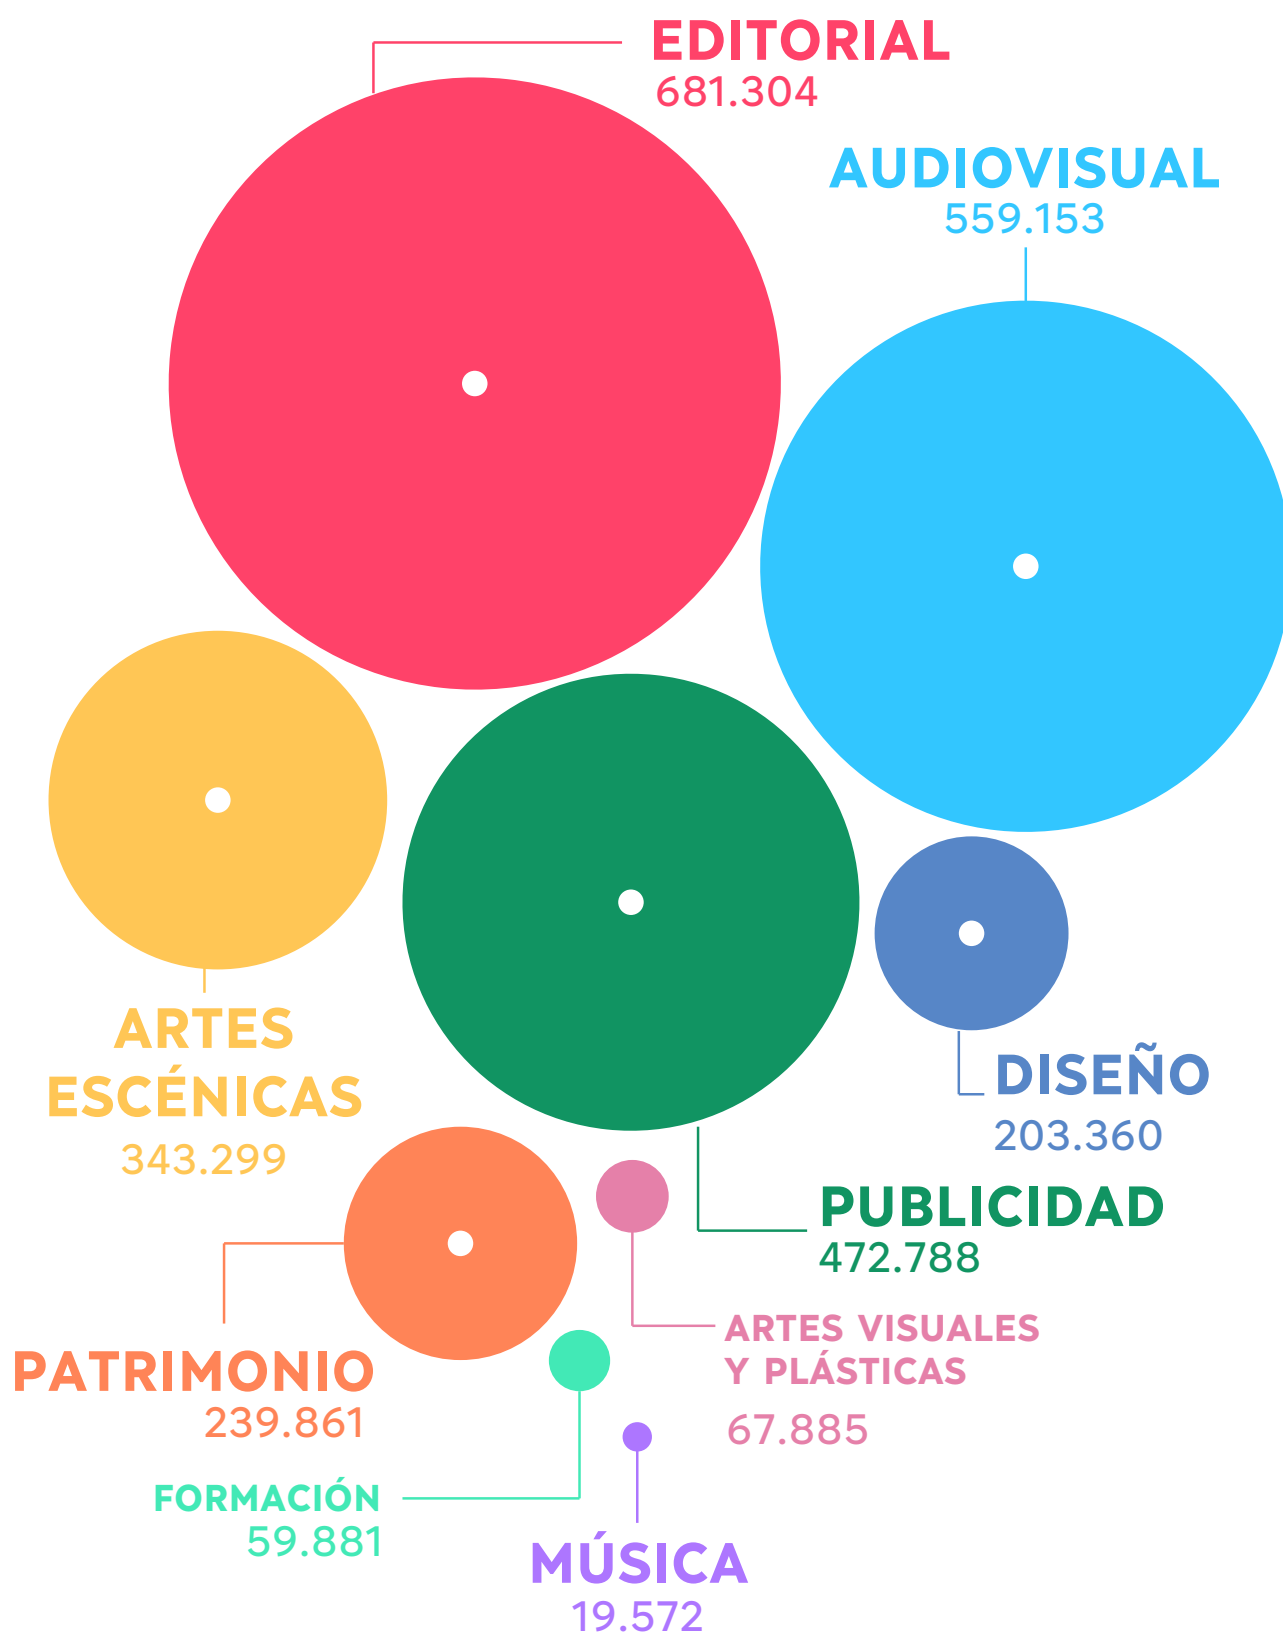 EDITORIAL
681.304
AUDIOVISUAL
559.153
ARTES
ESCÉNICAS
343.299
DISEÑO
203.360
PUBLICIDAD
472.788
ARTES VISUALES
Y PLÁSTICAS
67.885
PATRIMONIO
239.861
FORMACIÓN
59.881
MÚSICA
19.572